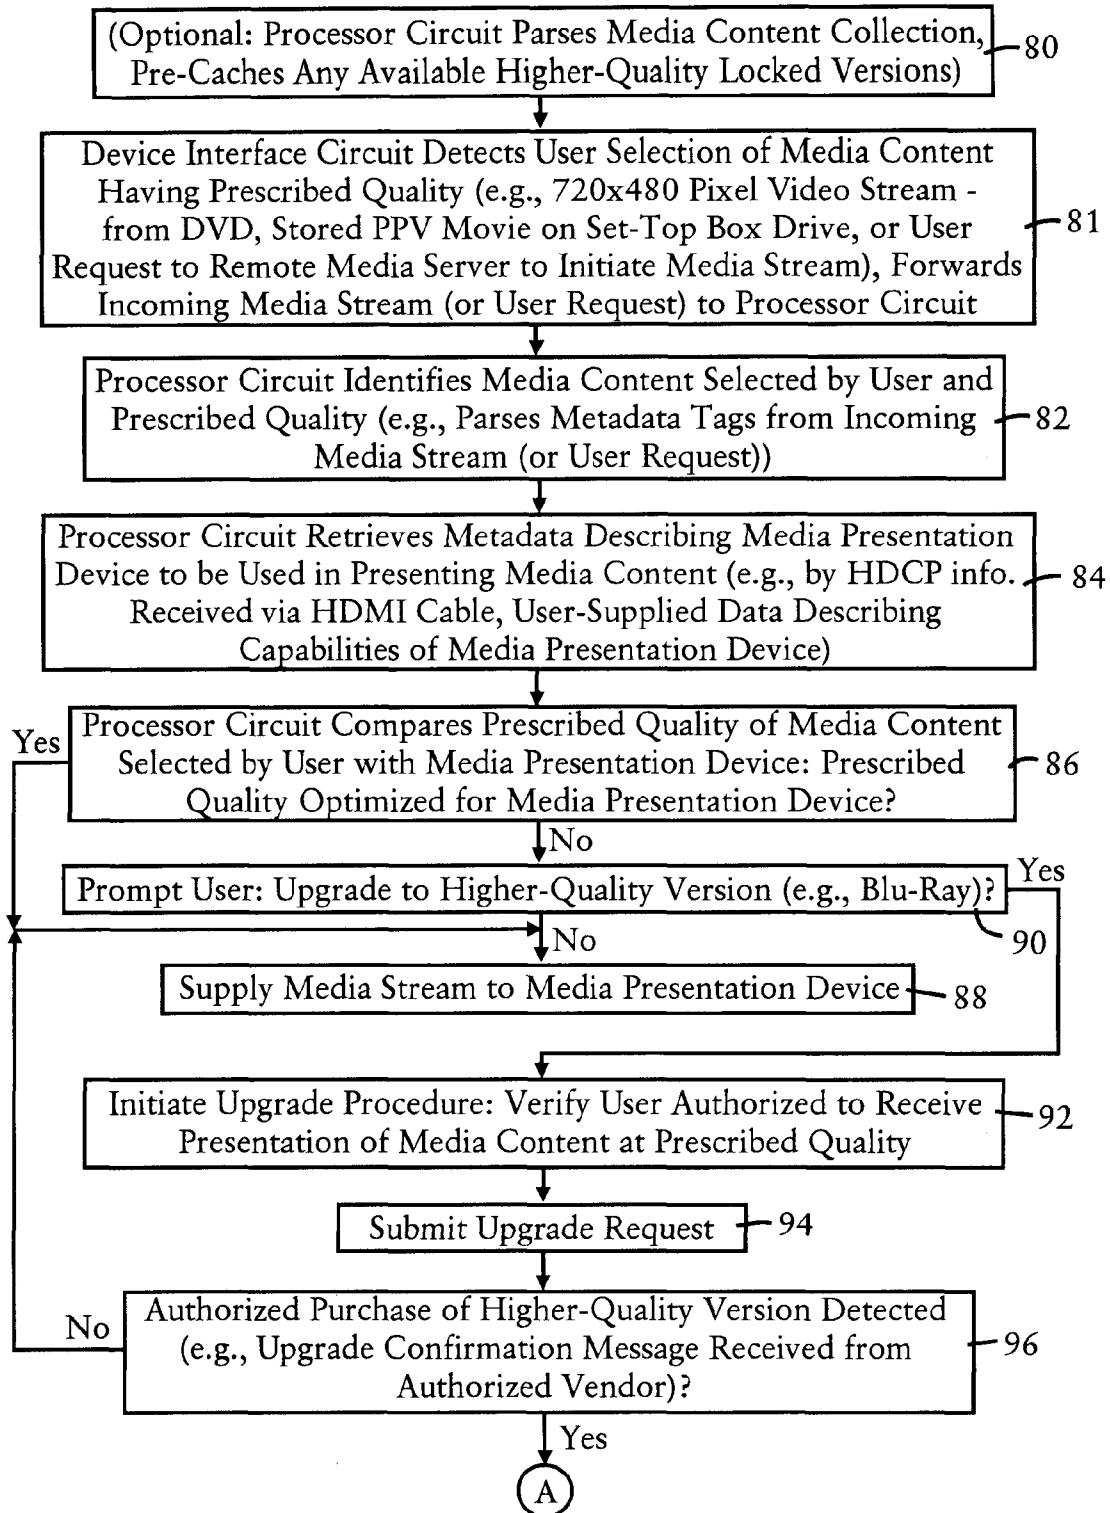 (Optional: Processor Circuit Parses Media Content Collection,
Pre-Caches Any Available Higher-Quality Locked Versions)
80
Device Interface Circuit Detects User Selection of Media Content
Having Prescribed Quality (e.g., 720x480 Pixel Video Stream -
from DVD, Stored PPV Movie on Set-Top Box Drive, or User
Request to Remote Media Server to Initiate Media Stream), Forwards
Incoming Media Stream (or User Request) to Processor Circuit
81
Processor Circuit Identifies Media Content Selected by User and
Prescribed Quality (e.g., Parses Metadata Tags from Incoming
Media Stream (or User Request))
82
Processor Circuit Retrieves Metadata Describing Media Presentation
Device to be Used in Presenting Media Content (e.g., by HDCP info.
Received via HDMI Cable, User-Supplied Data Describing
Capabilities of Media Presentation Device)
84
Processor Circuit Compares Prescribed Quality of Media Content
Selected by User with Media Presentation Device: Prescribed
Quality Optimized for Media Presentation Device?
86
Yes
No
Prompt User: Upgrade to Higher-Quality Version (e.g., Blu-Ray)?
Yes
90
No
Supply Media Stream to Media Presentation Device
88
Initiate Upgrade Procedure: Verify User Authorized to Receive
Presentation of Media Content at Prescribed Quality
92
Submit Upgrade Request
94
Authorized Purchase of Higher-Quality Version Detected
(e.g., Upgrade Confirmation Message Received from
Authorized Vendor)?
96
No
Yes
A